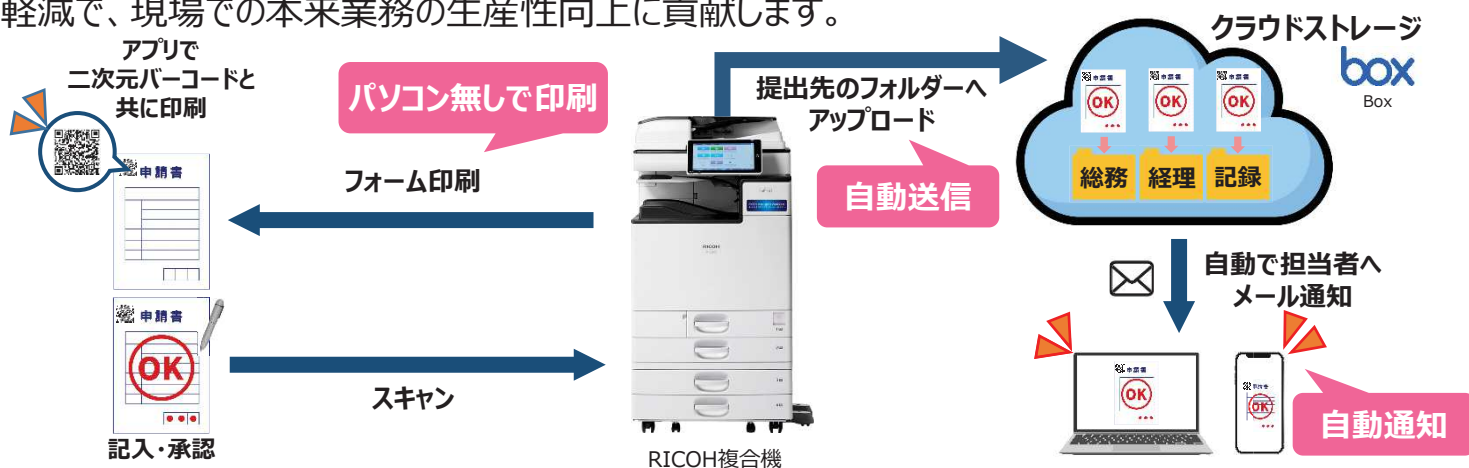 軽減で、現場での本来業務の生産性向上に貢献します。
アプリで
二次元バーコードと
共に印刷
申請書
パソコン無しで印刷
フォーム印刷
申請書
OK
記入・承認
スキャン
RICOH
RICOH複合機
提出先のフォルダーへ
アップロード
自動送信
クラウドストレージ
box
Box
申請書
OK
申請書
OK
申請書
OK
総務
経理
記録
自動で担当者へ
メール通知
申請書
OK
申請書
OK
自動通知